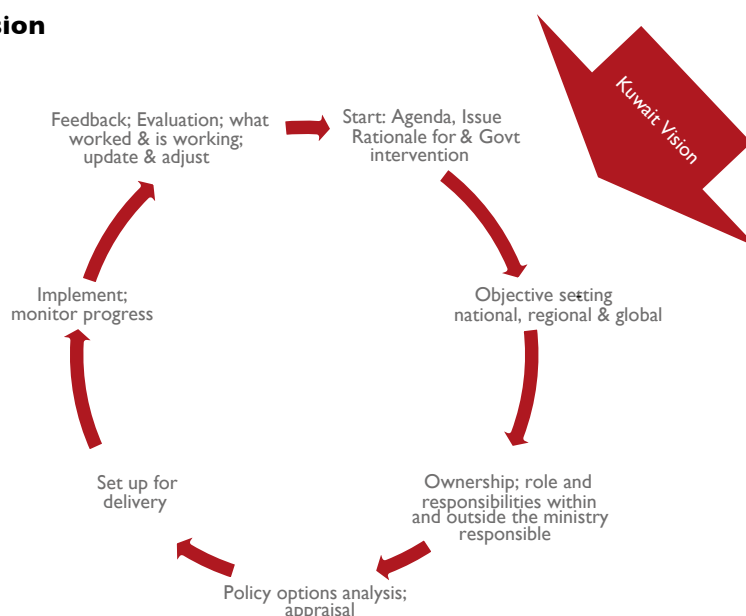 sion
Kuwait Vision
Feedback; Evaluation; what
worked & is working;
update & adjust
Start: Agenda, Issue
Rationale for & Govt
intervention
Objective setting
national, regional & global
Ownership; role and
responsibilities within
and outside the ministry
responsible
Policy options analysis;
appraisal
Set up for
delivery
Implement;
monitor progress